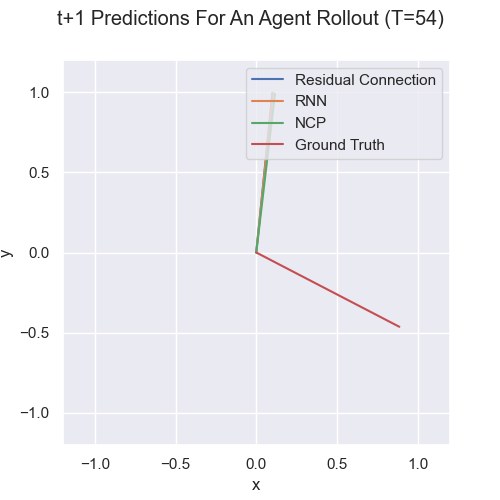 t+1 Predictions For An Agent Rollout (T=54)
Residual Connection
RNN
NCP
Ground Truth
1.0
0.5
0.0
−0.5
−1.0
y
−1.0 −0.5 0.0 0.5 1.0
x